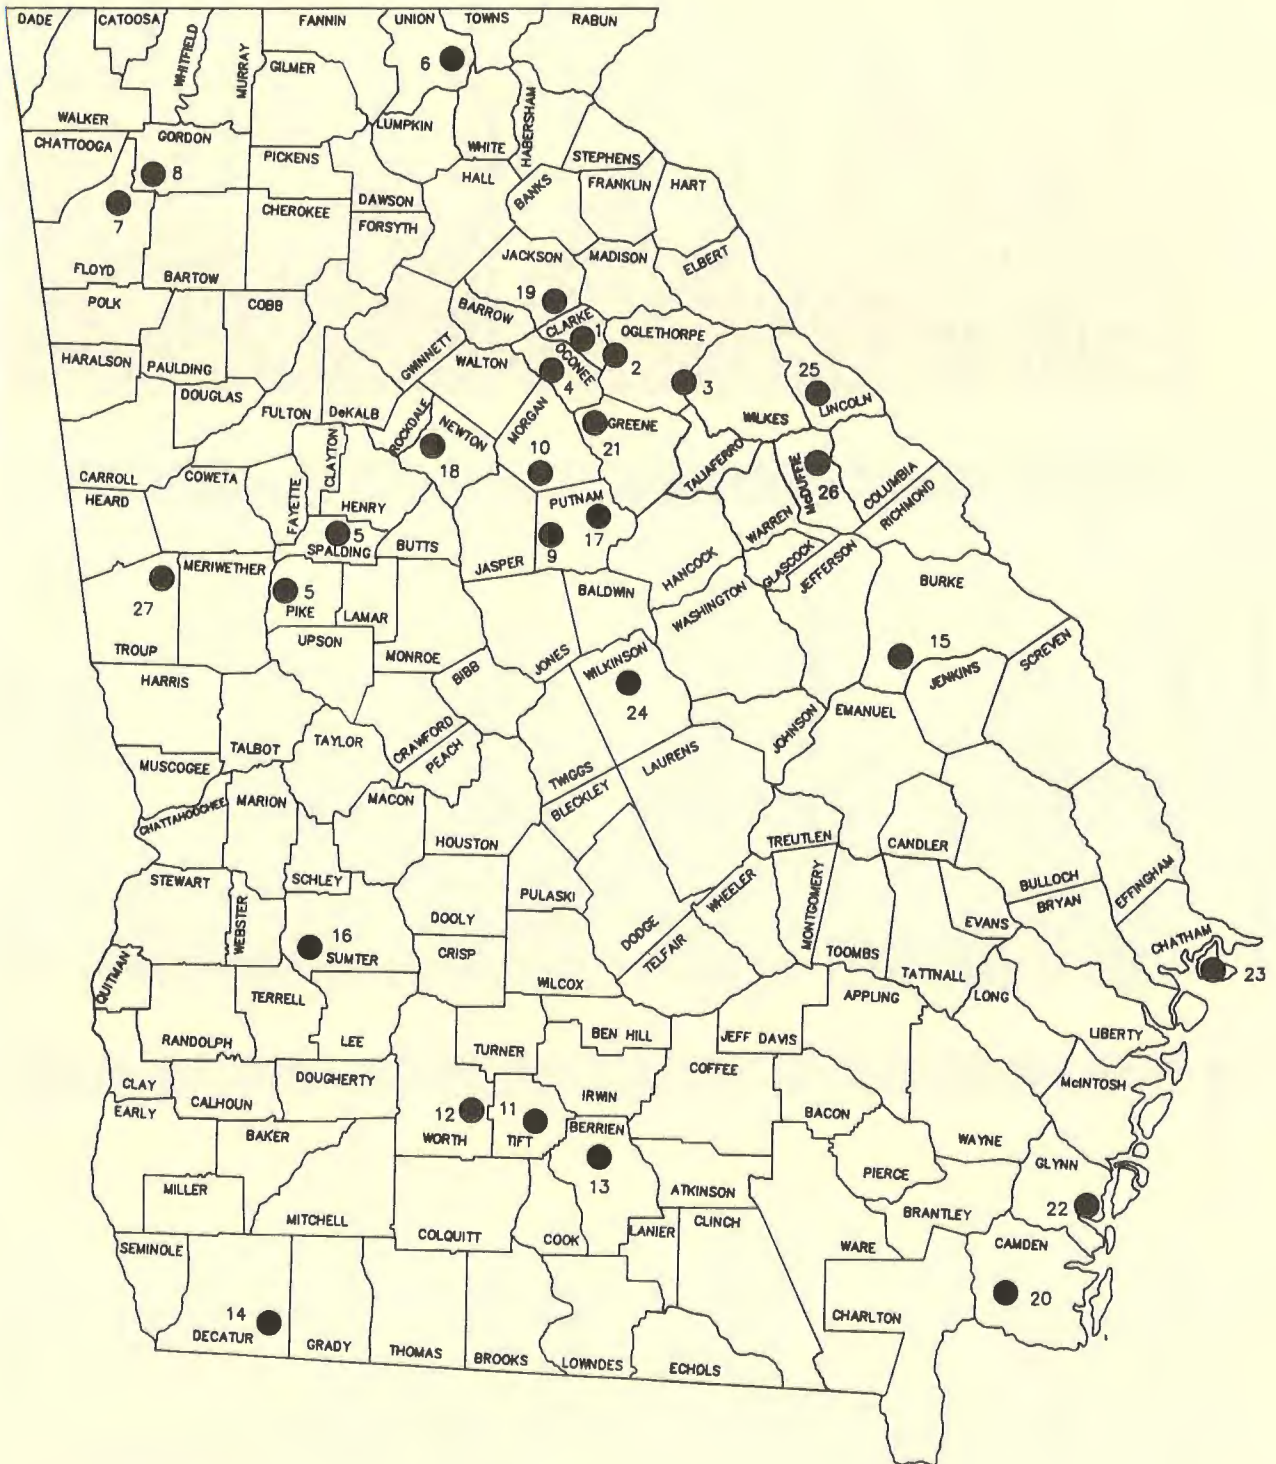 DADE
CATOOSA
WHITFIELD
MURRAY
FANNIN
UNION
TOWNS
RABUN
GILMER
6
WALKER
LUMPKIN
WHITE
HABERSHAM
CHATTOOGA
GORDON
8
PICKENS
STEPHENS
HALL
BANKS
FRANKLIN
HART
DAWSON
CHEROKEE
FORSYTH
7
FLOYD
BARTOW
JACKSON
MADISON
ELBERT
POLK
COBB
19
BARROW
CLARKE
1
OGLETHORPE
HARALSON
PAULDING
GWINNETT
WALTON
OCONEE
2
4
3
25
LINCOLN
DOUGLAS
FULTON
DeKALB
ROCKDALE
NEWTON
MORGAN
GREENE
WILKES
21
18
10
CLAYTON
TALIAFERRO
CARROLL
COWETA
FAYETTE
HENRY
McDUFFIE
26
COLUMBIA
RICHMOND
HEARD
PUTNAM
9
17
WARREN
5
SPALDING
BUTTS
JASPER
HANCOCK
GLASCOCK
JEFFERSON
MERIWETHER
27
5
PIKE
LAMAR
BALDWIN
WASHINGTON
BURKE
TROUP
UPSON
MONROE
BIBB
JONES
WILKINSON
15
JENKINS
SCREVEN
HARRIS
24
EMANUEL
TALBOT
TAYLOR
CRAWFORD
PEACH
JOHNSON
MUSCOGEE
TWIGGS
LAURENS
CHATTAHOOCHEE
MARION
MACON
BLECKLEY
HOUSTON
TREUTLEN
CANDLER
STEWART
SCHLEY
PULASKI
WHEELER
MONTGOMERY
BULLOCH
EFFINGHAM
WEBSTER
DOOLY
BRYAN
EVANS
16
SUMTER
CRISP
DODGE
TELFAIR
TOOMBS
TATTNALL
CHATHAM
23
QUITMAN
TERRELL
WILCOX
APPLING
LONG
RANDOLPH
LEE
TURNER
BEN HILL
JEFF DAVIS
LIBERTY
CLAY
DOUGHERTY
COFFEE
McINTOSH
EARLY
CALHOUN
IRWIN
BACON
12
WORTH
11
TIFT
BERRIEN
BAKER
WAYNE
13
PIERCE
GLYNN
MILLER
ATKINSON
22
MITCHELL
COLQUITT
COOK
LANIER
CLINCH
BRANTLEY
SEMINOLE
WARE
CAMDEN
14
DECATUR
20
CHARLTON
GRADY
THOMAS
BROOKS
LOWNDES
ECHOLS